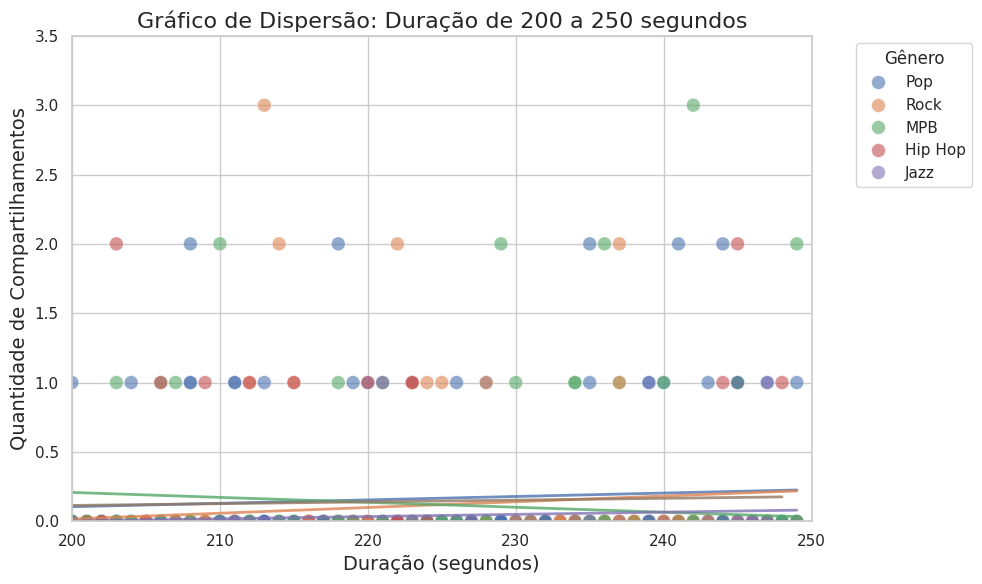 Gráfico de Dispersão: Duração de 200 a 250 segundos
Quantidade de Compartilhamentos
3.5
3.0
2.5
2.0
1.5
1.0
0.5
0.0
200 210 220 230 240 250
Duração (segundos)
Gênero
Pop
Rock
MPB
Hip Hop
Jazz